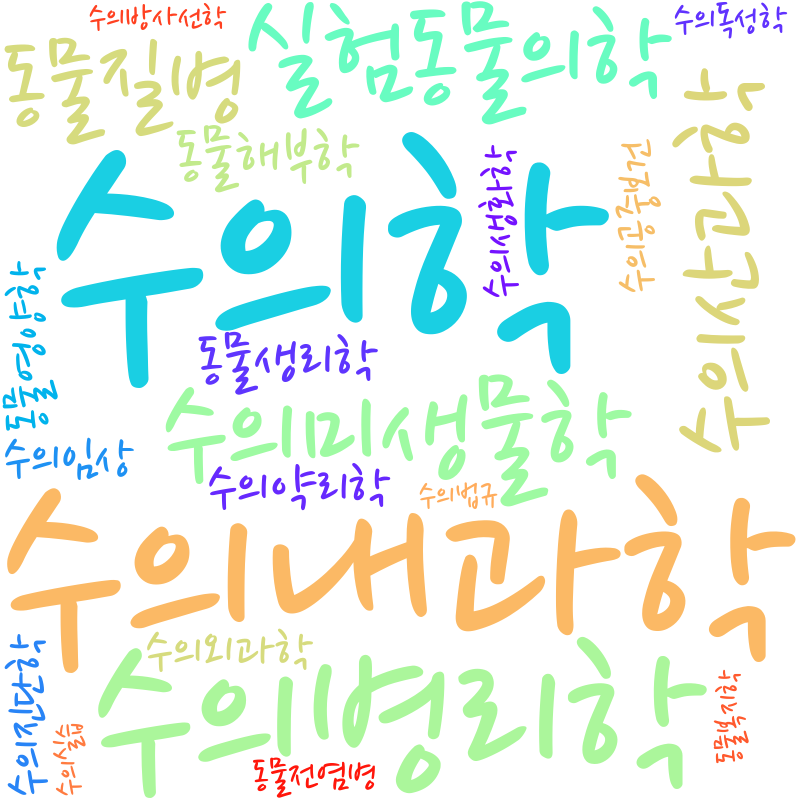 수의방사선학
수의독성학
동물질병
실험동물의학
동물해부학
수의학
수의생화학
수의공중보건
수의시각과학
동물영양학
동물생리학
수의미생물학
수의임상
수의약리학
수의법규
수의내과학
수의외과학
수의진단학
수의병리학
수의실습
동물복지학
동물전염병